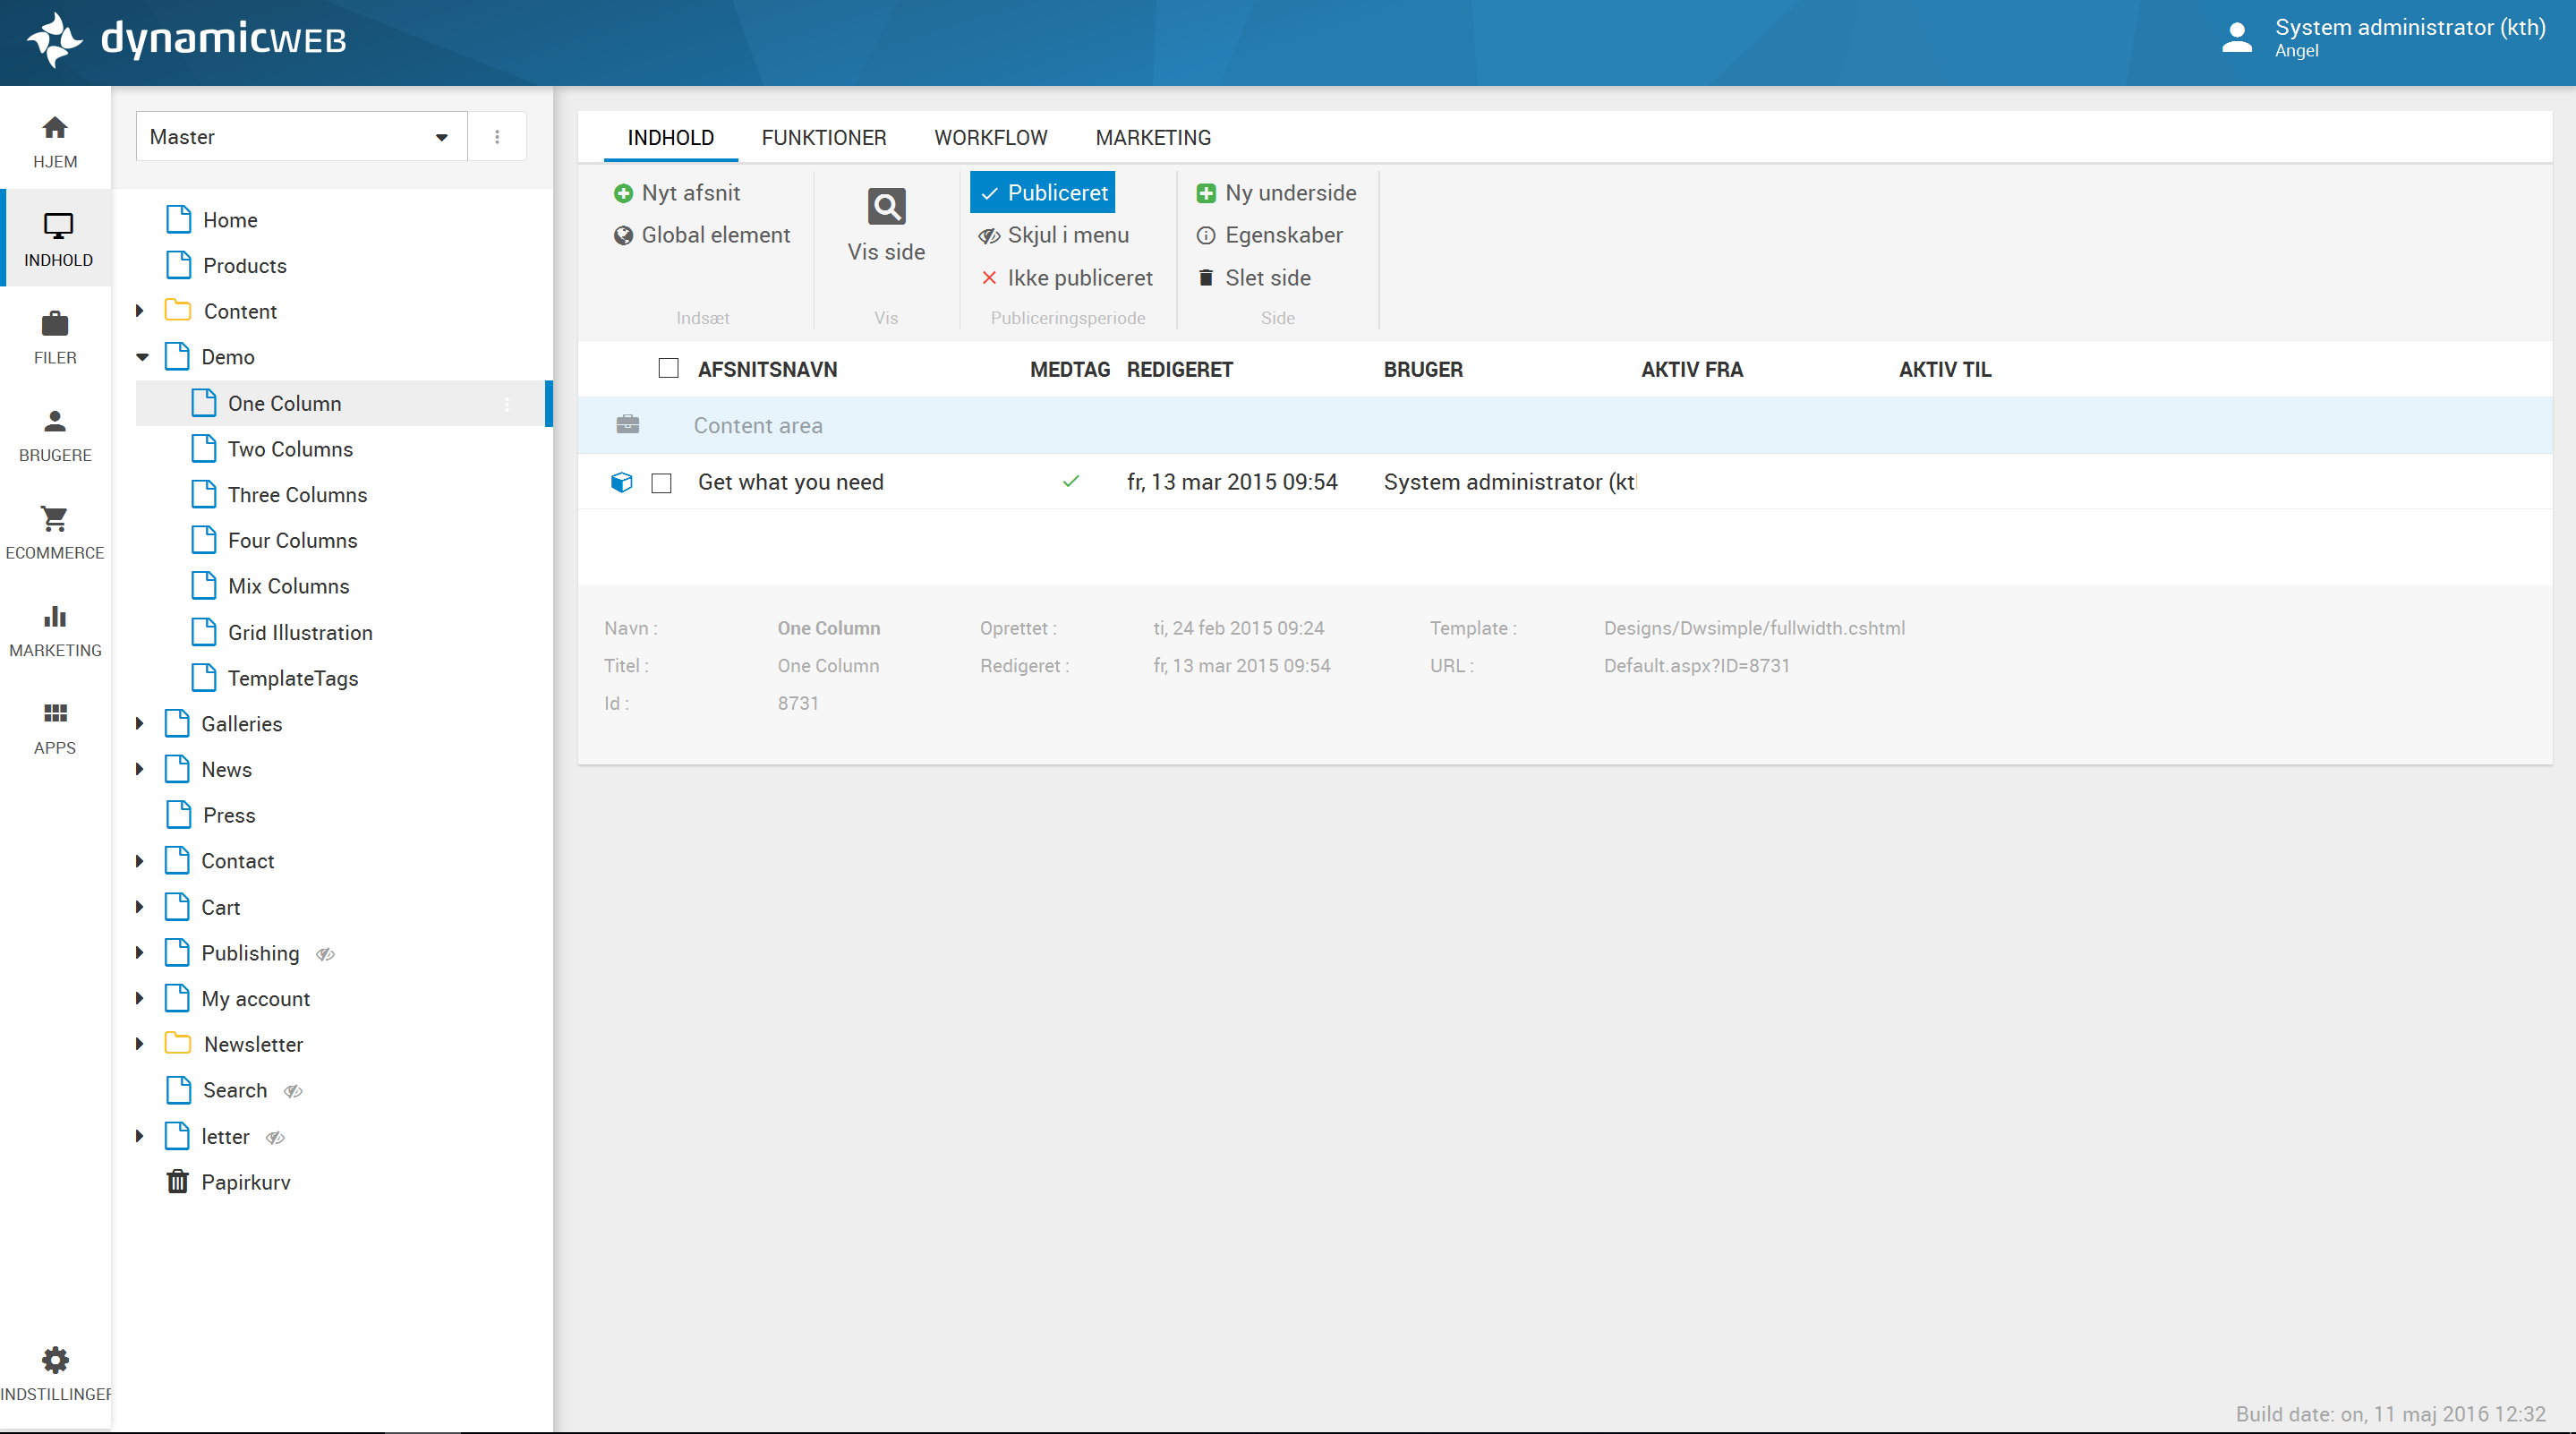 dynamicWEB
System administrator (kth)
Angel
HJEM
INDHOLD
FILER
BRUGERE
ECOMMERCE
MARKETING
APPS
INDSTILLINGER
Master
Home
Products
Content
Demo
One Column
Two Columns
Three Columns
Four Columns
Mix Columns
Grid Illustration
TemplateTags
Galleries
News
Press
Contact
Cart
Publishing
My account
Newsletter
Search
letter
Papirkurv
INDHOLD FUNKTIONER WORKFLOW MARKETING
Nyt afsnit
Global element
Indsæt
Vis side
Vis
Publiceret
Skjul i menu
Ikke publiceret
Publiceringsperiode
Ny underside
Egenskaber
Slet side
Side
AFSNITSNAVN MEDTAG REDIGERET BRUGER AKTIV FRA AKTIV TIL
Content area
Get what you need fr, 13 mar 2015 09:54 System administrator (kt
Navn : One Column Oprettet : ti, 24 feb 2015 09:24 Template : Designs/Dwsimple/fullwidth.cshtml
Titel : One Column Redigeret : fr, 13 mar 2015 09:54 URL : Default.aspx?ID=8731
Id : 8731
Build date: on, 11 maj 2016 12:32